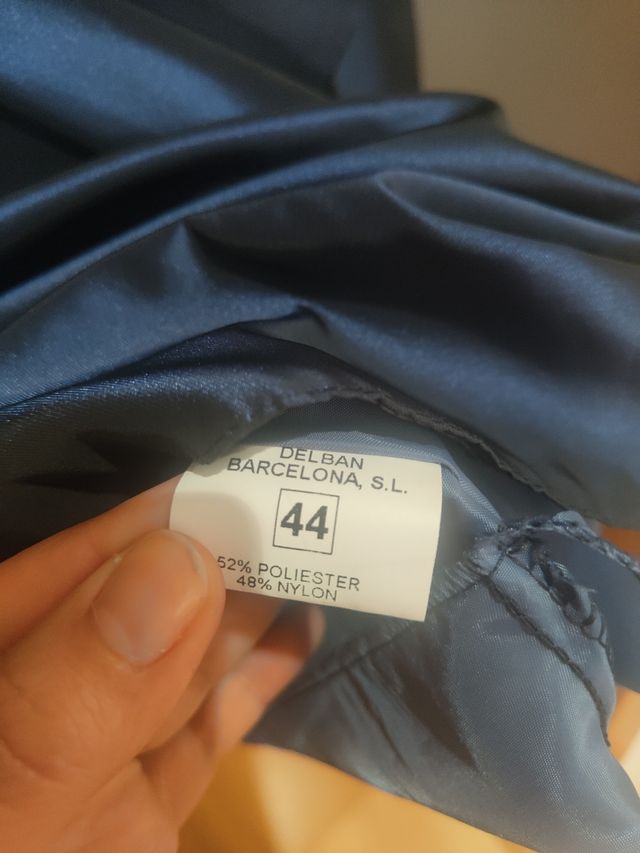 DELBAN
BARCELONA, S.L.
44
52% POLIESTER
48% NYLON